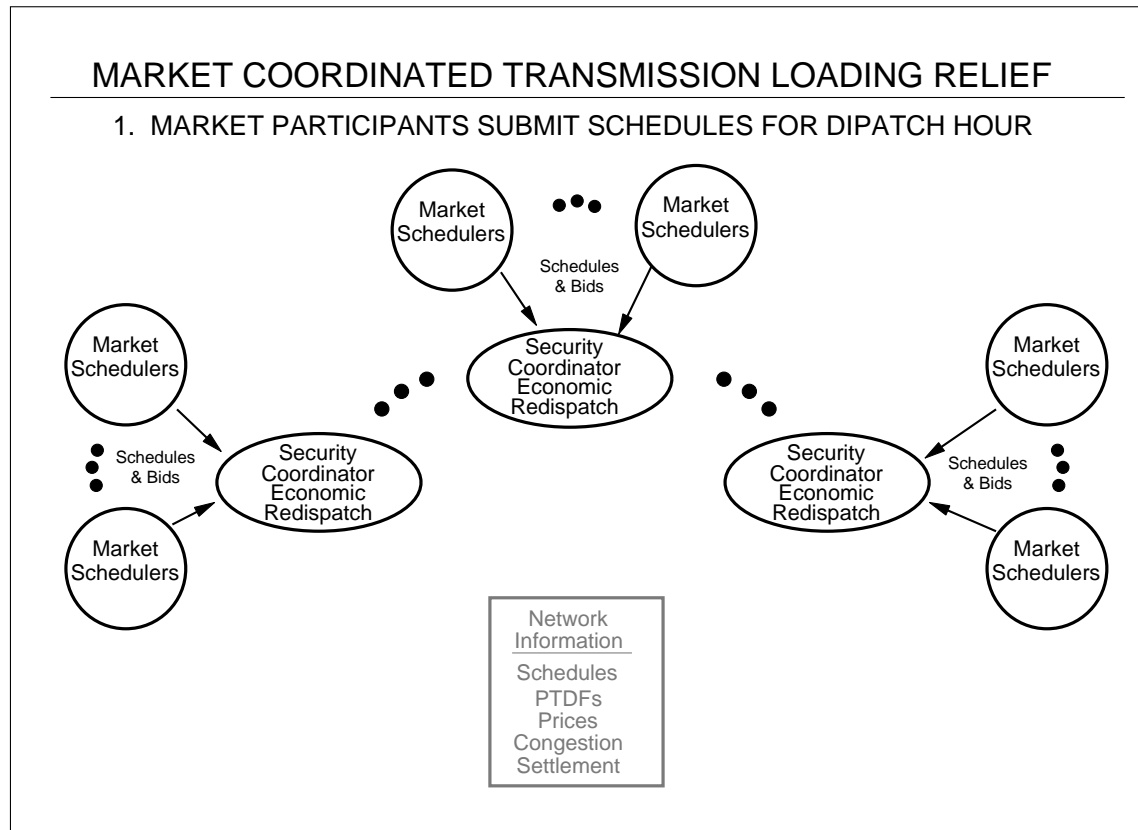 MARKET COORDINATED TRANSMISSION LOADING RELIEF
1. MARKET PARTICIPANTS SUBMIT SCHEDULES FOR DIPATCH HOUR
Market
Schedulers
Market
Schedulers
Schedules
& Bids
Security
Coordinator
Economic
Redispatch
Market
Schedulers
Schedules
& Bids
Market
Schedulers
Security
Coordinator
Economic
Redispatch
Market
Schedulers
Schedules
& Bids
Market
Schedulers
Security
Coordinator
Economic
Redispatch
Network
Information
Schedules
PTDFs
Prices
Congestion
Settlement